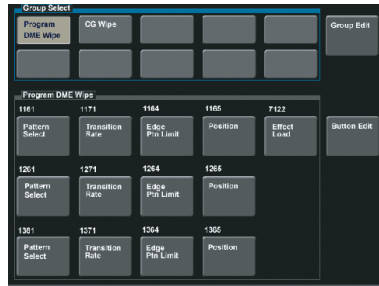 Group Select
Program DME Wipe
CG Wipe
Group Edit
Program DME Wipe
1161 1171 1164 1165 7122
Pattern Select
Transition Rate
Edge Ptn Limit
Position
Effect Load
Button Edit
1261 1271 1264 1265
Pattern Select
Transition Rate
Edge Ptn Limit
Position
1361 1371 1364 1365
Pattern Select
Transition Rate
Edge Ptn Limit
Position